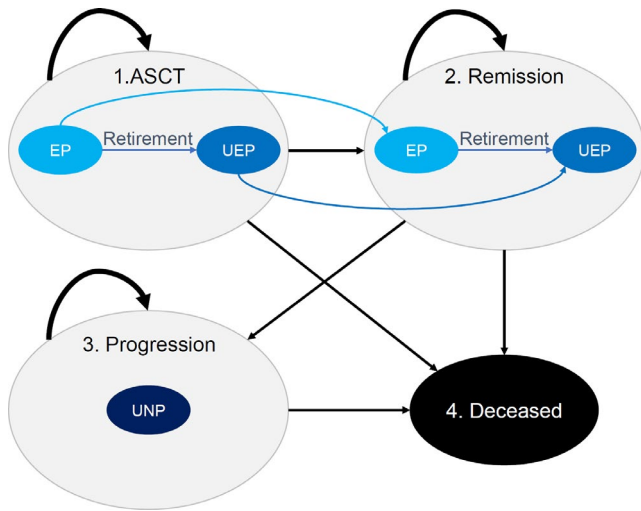 1.ASCT
2. Remission
EP
Retirement
UEP
EP
Retirement
UEP
3. Progression
UNP
4. Deceased